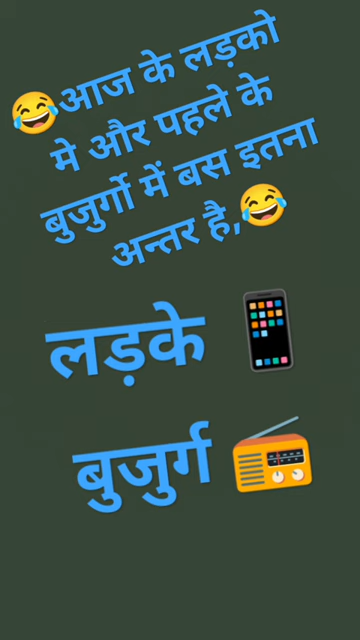 😂आज के लड़को
मे और पहले के
बुजुर्गो में बस इतना
अन्तर है,😂
लड़के 📱
बुजुर्ग 📻